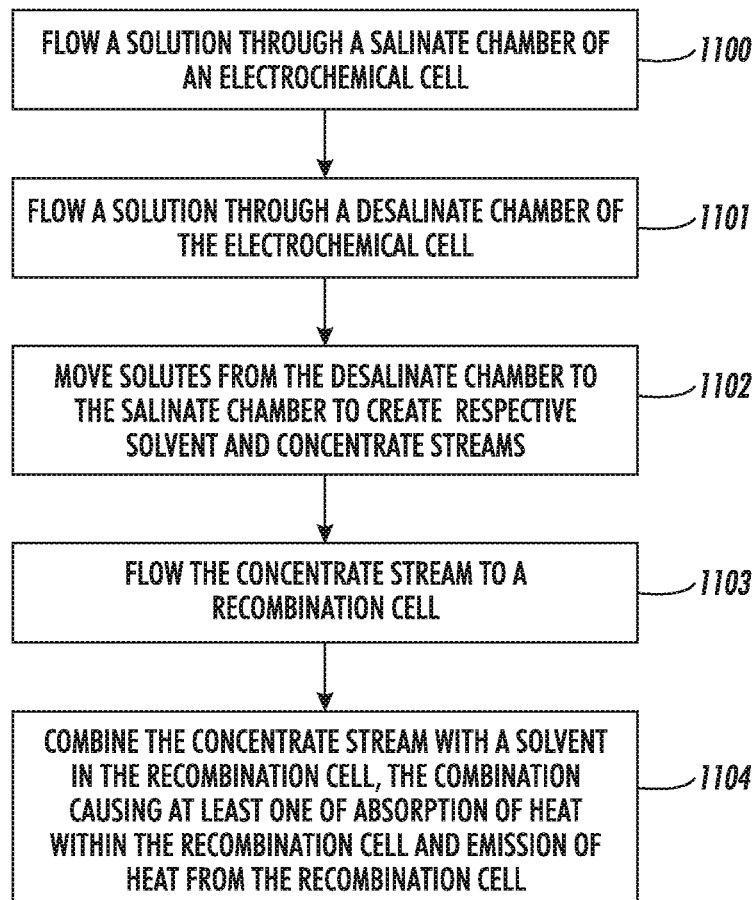 FLOW A SOLUTION THROUGH A SALINATE CHAMBER OF
AN ELECTROCHEMICAL CELL
1100
FLOW A SOLUTION THROUGH A DESALINATE CHAMBER OF
THE ELECTROCHEMICAL CELL
1101
MOVE SOLUTES FROM THE DESALINATE CHAMBER TO
THE SALINATE CHAMBER TO CREATE RESPECTIVE
SOLVENT AND CONCENTRATE STREAMS
1102
FLOW THE CONCENTRATE STREAM TO A
RECOMBINATION CELL
1103
COMBINE THE CONCENTRATE STREAM WITH A SOLVENT
IN THE RECOMBINATION CELL, THE COMBINATION
CAUSING AT LEAST ONE OF ABSORPTION OF HEAT
WITHIN THE RECOMBINATION CELL AND EMISSION OF
HEAT FROM THE RECOMBINATION CELL
1104